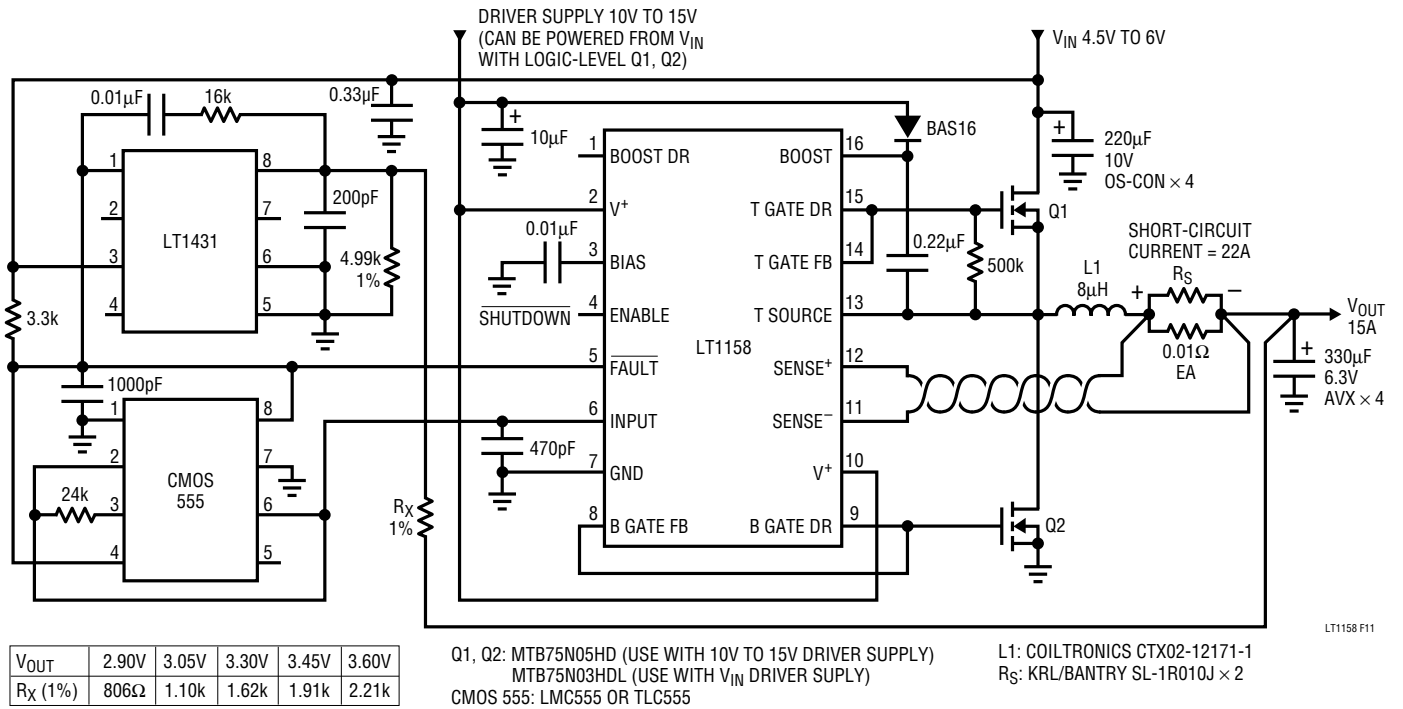 DRIVER SUPPLY 10V TO 15V
(CAN BE POWERED FROM VIN
WITH LOGIC-LEVEL Q1, Q2)
VIN 4.5V TO 6V
0.01µF
16k
0.33µF
+
10µF
BAS16
+
220µF
10V
OS-CON × 4
1
2
3
4
LT1431
8
7
6
5
200pF
4.99k
1%
3.3k
1000pF
1
2
3
4
CMOS
555
8
7
6
5
24k
RX
1%
0.01µF
SHUTDOWN
470pF
1 BOOST DR
2 V+
3 BIAS
4 ENABLE
5 FAULT
6 INPUT
7 GND
8 B GATE FB
LT1158
BOOST 16
T GATE DR 15
T GATE FB 14
T SOURCE 13
SENSE+ 12
SENSE– 11
V+ 10
B GATE DR 9
0.22µF
500k
Q1
Q2
L1
8µH
SHORT-CIRCUIT
CURRENT = 22A
RS
+ –
0.01Ω
EA
VOUT
15A
+
330µF
6.3V
AVX × 4
LT1158 F11
VOUT 2.90V 3.05V 3.30V 3.45V 3.60V
RX (1%) 806Ω 1.10k 1.62k 1.91k 2.21k
Q1, Q2: MTB75N05HD (USE WITH 10V TO 15V DRIVER SUPPLY)
MTB75N03HDL (USE WITH VIN DRIVER SUPLY)
CMOS 555: LMC555 OR TLC555
L1: COILTRONICS CTX02-12171-1
RS: KRL/BANTRY SL-1R010J × 2